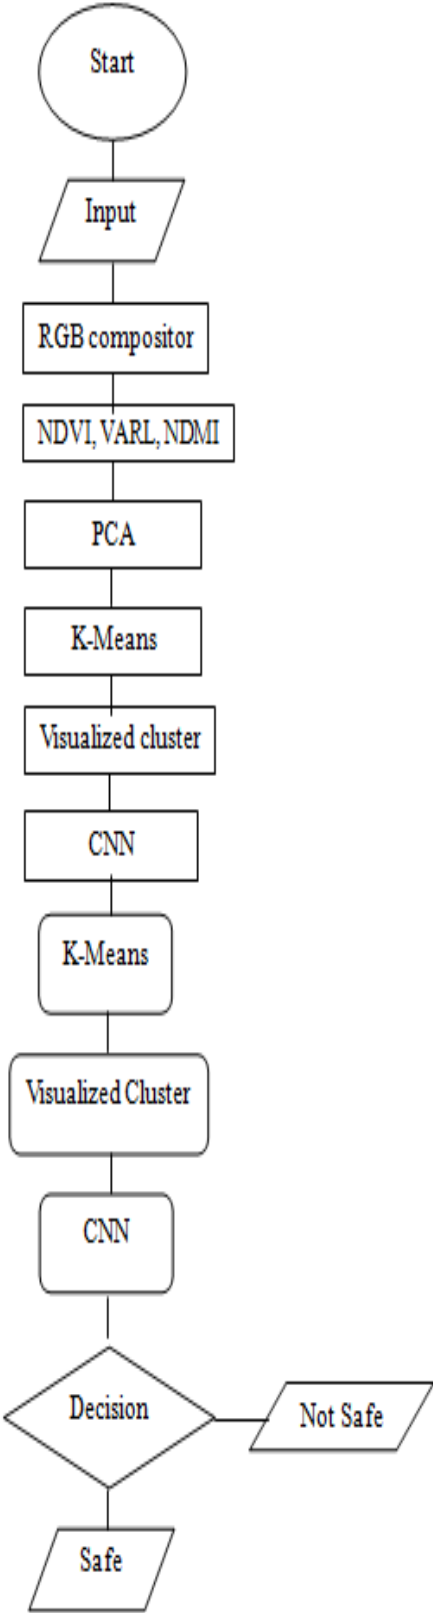 Start
Input
RGB compositor
NDVI, VARL, NDMI
PCA
K-Means
Visualized cluster
CNN
K-Means
Visualized Cluster
CNN
Decision
Not Safe
Safe